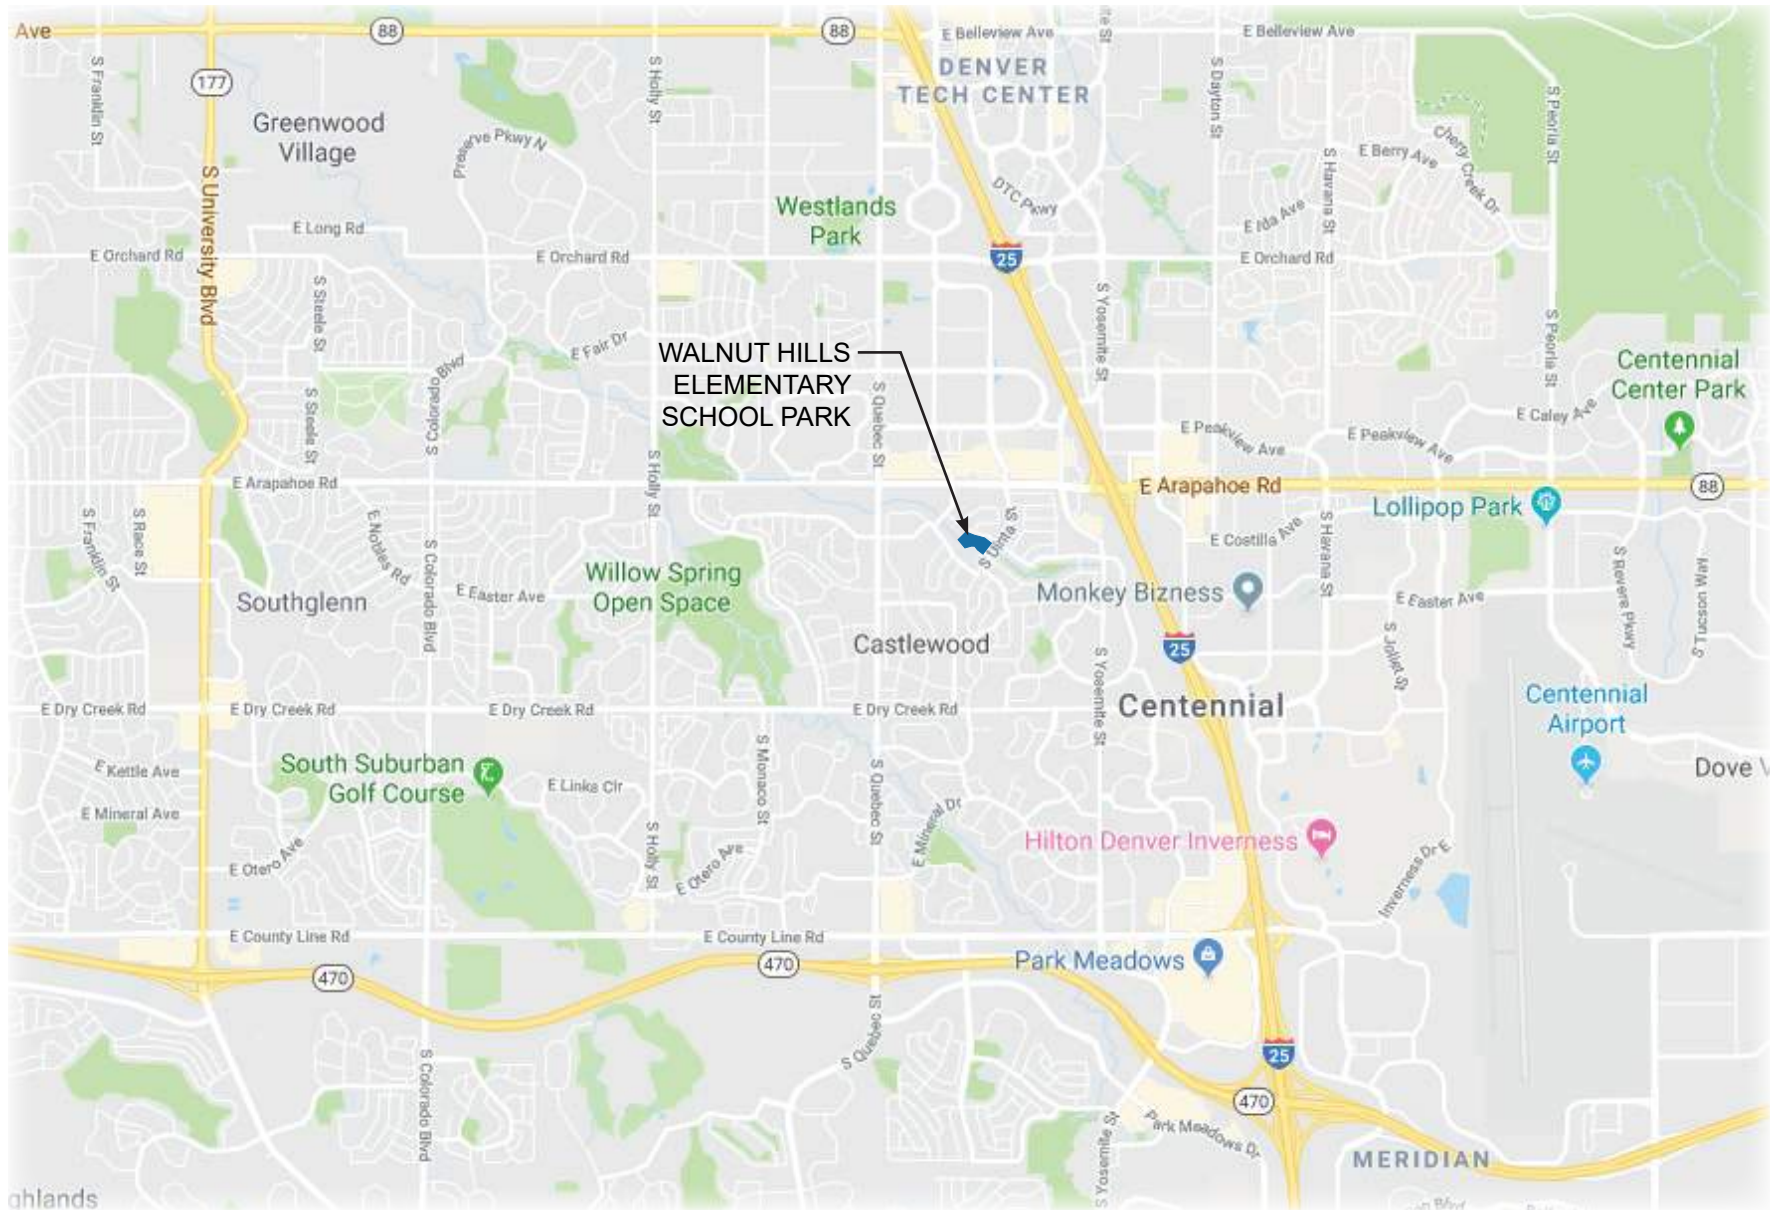 Ave
88
88
E Belleview Ave
E Belleview Ave
177
S Franklin St
S Holly St
DENVER
TECH CENTER
S Dayton St
S Peoria St
Greenwood
Village
Preserve Pkwy N
S University Blvd
Cherry Creek Dr
E Berry Ave
S Havana St
DTC Pkwy
Westlands
Park
E Ida Ave
E Long Rd
E Orchard Rd
E Orchard Rd
25
E Orchard Rd
S Steele St
S Yosemite St
S Peoria St
E Fair Dr
WALNUT HILLS
ELEMENTARY
SCHOOL PARK
Centennial
Center Park
S Colorado Blvd
S Steele St
S Quebec St
E Caley Ave
E Peakview Ave
E Peakview Ave
E Arapahoe Rd
S Holly St
E Arapahoe Rd
88
Lollipop Park
S Franklin St
S Race St
E Nobles Rd
S Uinta St
E Costilla Ave
S Havana St
S Colorado Blvd
Willow Spring
Open Space
Monkey Bizness
E Easter Ave
E Easter Ave
S Revere Pkwy
S Tucson Way
Southglenn
Castlewood
25
S Joliet St
S Yosemite St
Centennial
Centennial
Airport
E Dry Creek Rd
E Dry Creek Rd
E Dry Creek Rd
E Dry Creek Rd
E Kettle Ave
South Suburban
Golf Course
E Links Cir
S Monaco St
S Quebec St
Dove V
E Mineral Ave
E Mineral Dr
Hilton Denver Inverness
E Otero Ave
S Holly St
E Otero Ave
Inverness Dr E
E County Line Rd
E County Line Rd
470
470
Park Meadows
S Quebec St
25
S Colorado Blvd
470
Park Meadows Dr
S Yosemite St
MERIDIAN
ghlands